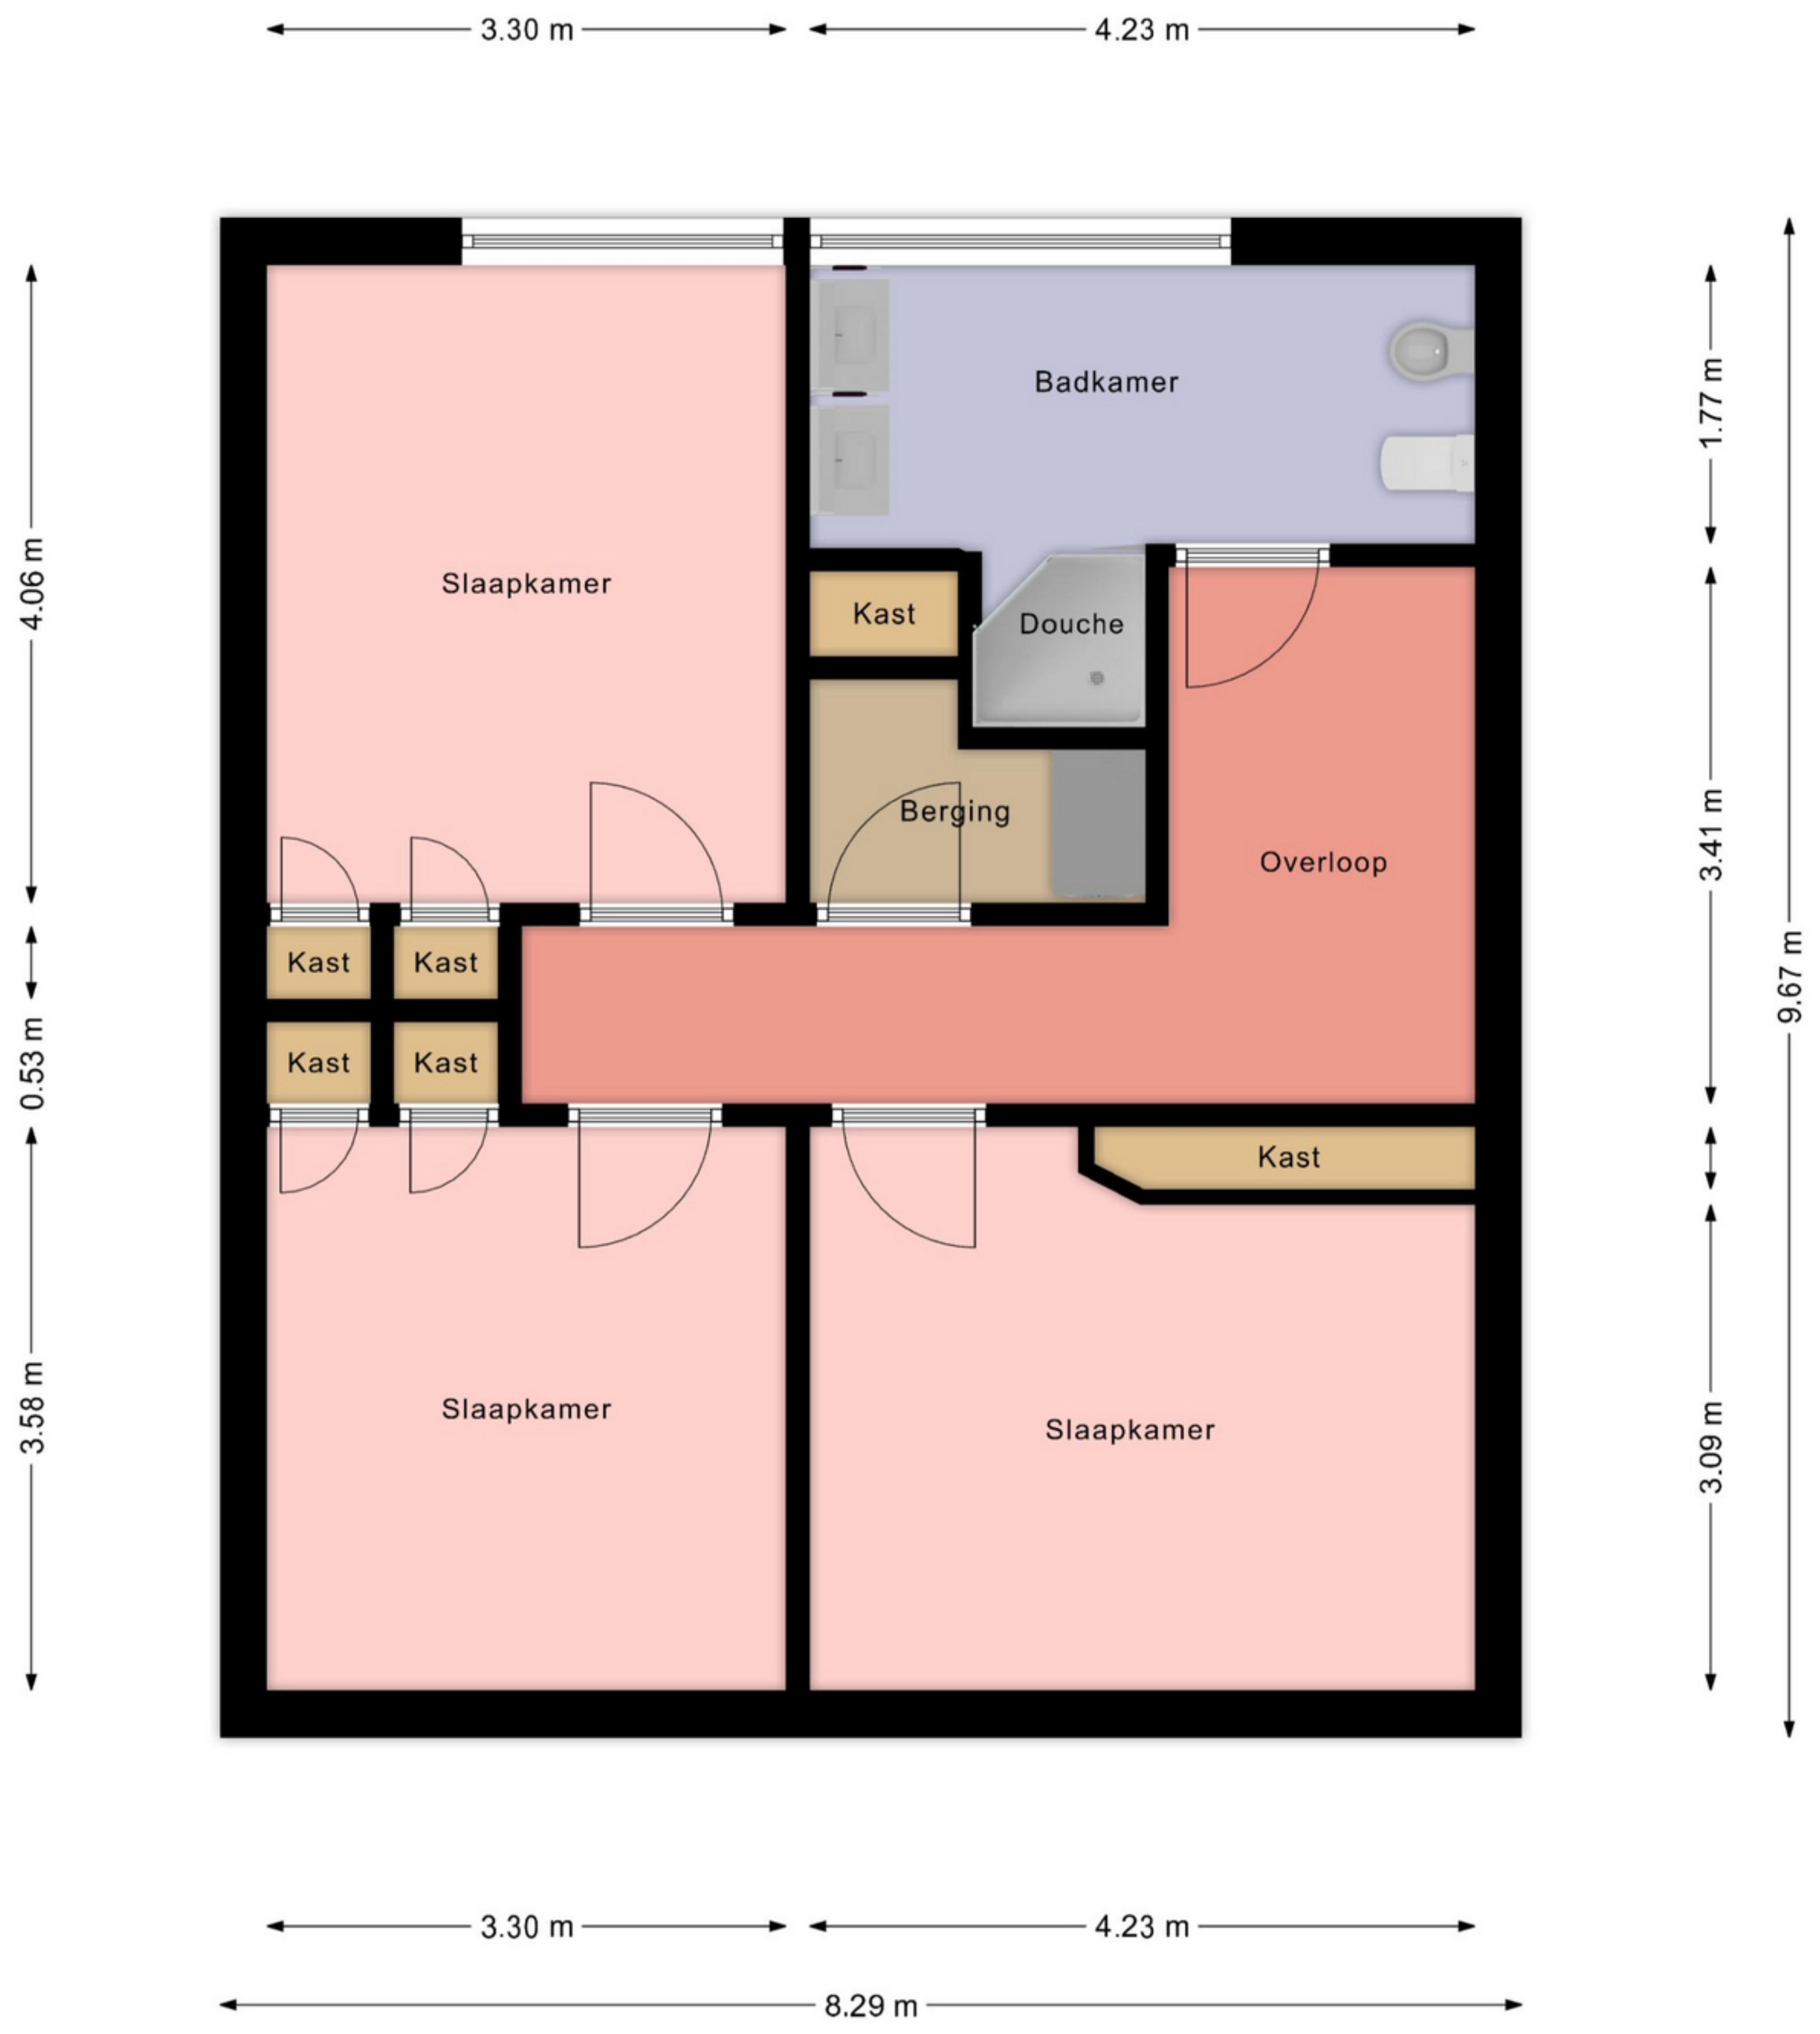 3.30 m
4.23 m
Badkamer
1.77 m
4.06 m
Slaapkamer
Kast
Douche
Berging
Overloop
3.41 m
Kast
Kast
0.53 m
Kast
Kast
9.67 m
Kast
3.58 m
Slaapkamer
Slaapkamer
3.09 m
3.30 m
4.23 m
8.29 m